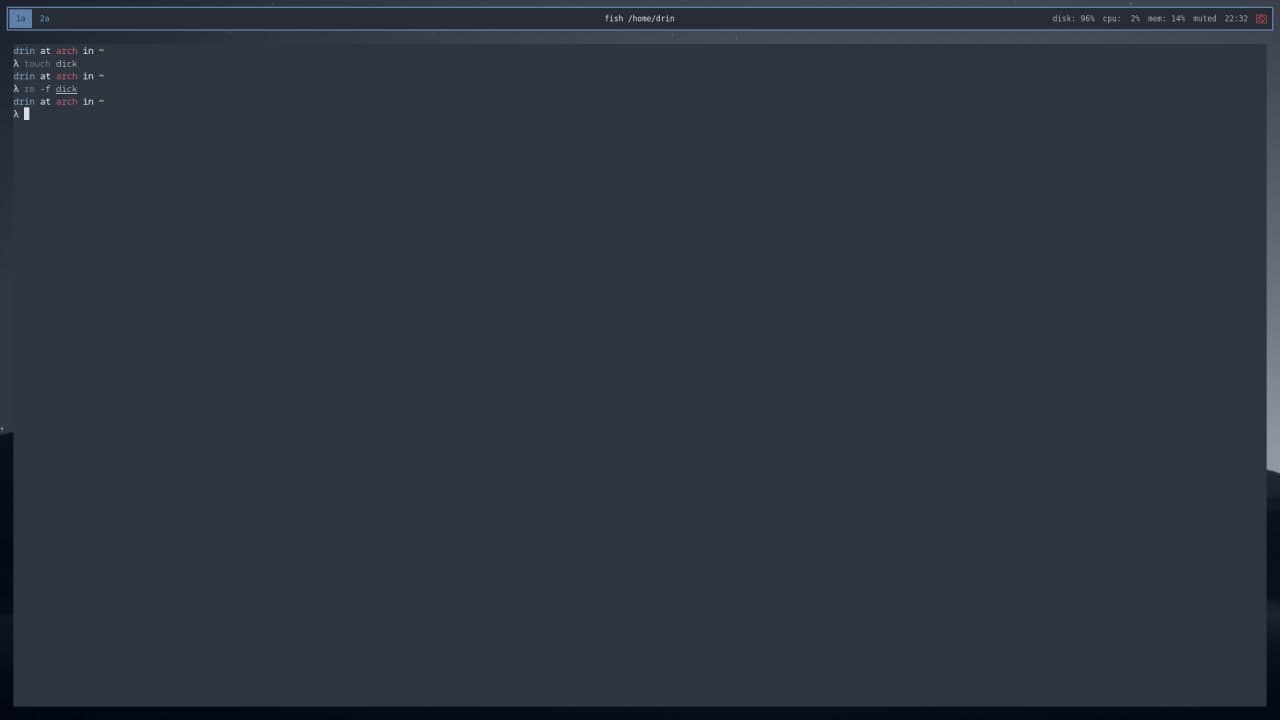 1a 2a fish /home/drin disk: 96% cpu: 2% mem: 14% muted 22:32
drin at arch in ~
λ touch dick
drin at arch in ~
λ rm -f dick
drin at arch in ~
λ